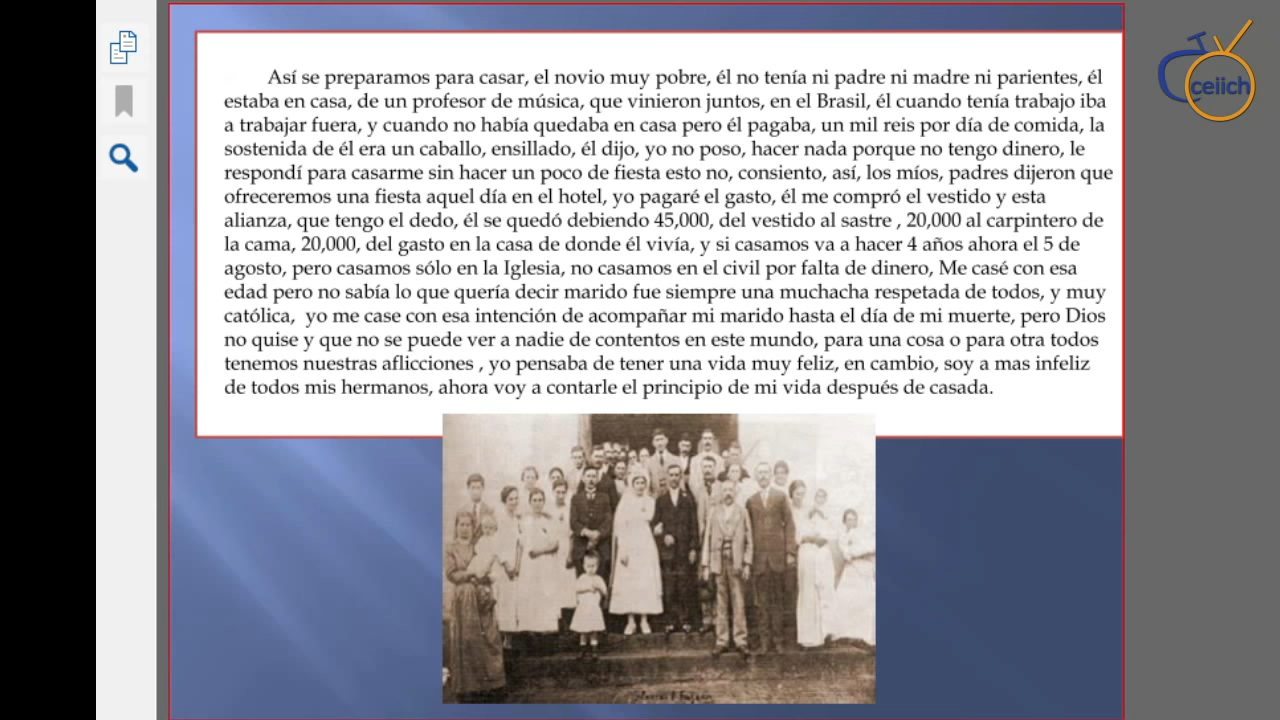 Así se preparamos para casar, el novio muy pobre, él no tenía ni padre ni madre ni parientes, él
estaba en casa, de un profesor de música, que vinieron juntos, en el Brasil, él cuando tenía trabajo iba
a trabajar fuera, y cuando no había quedaba en casa pero él pagaba, un mil reis por día de comida, la
sostenida de él era un caballo, ensillado, él dijo, yo no poso, hacer nada porque no tengo dinero, le
respondí para casarme sin hacer un poco de fiesta esto no, consiento, así, los míos, padres dijeron que
ofreceremos una fiesta aquel día en el hotel, yo pagaré el gasto, él me compró el vestido y esta
alianza, que tengo el dedo, él se quedó debiendo 45,000, del vestido al sastre , 20,000 al carpintero de
la cama, 20,000, del gasto en la casa de donde él vivía, y si casamos va a hacer 4 años ahora el 5 de
agosto, pero casamos sólo en la Iglesia, no casamos en el civil por falta de dinero, Me casé con esa
edad pero no sabía lo que quería decir marido fue siempre una muchacha respetada de todos, y muy
católica, yo me case con esa intención de acompañar mi marido hasta el día de mi muerte, pero Dios
no quise y que no se puede ver a nadie de contentos en este mundo, para una cosa o para otra todos
tenemos nuestras aflicciones , yo pensaba de tener una vida muy feliz, en cambio, soy a mas infeliz
de todos mis hermanos, ahora voy a contarle el principio de mi vida después de casada.
TV
ceiich